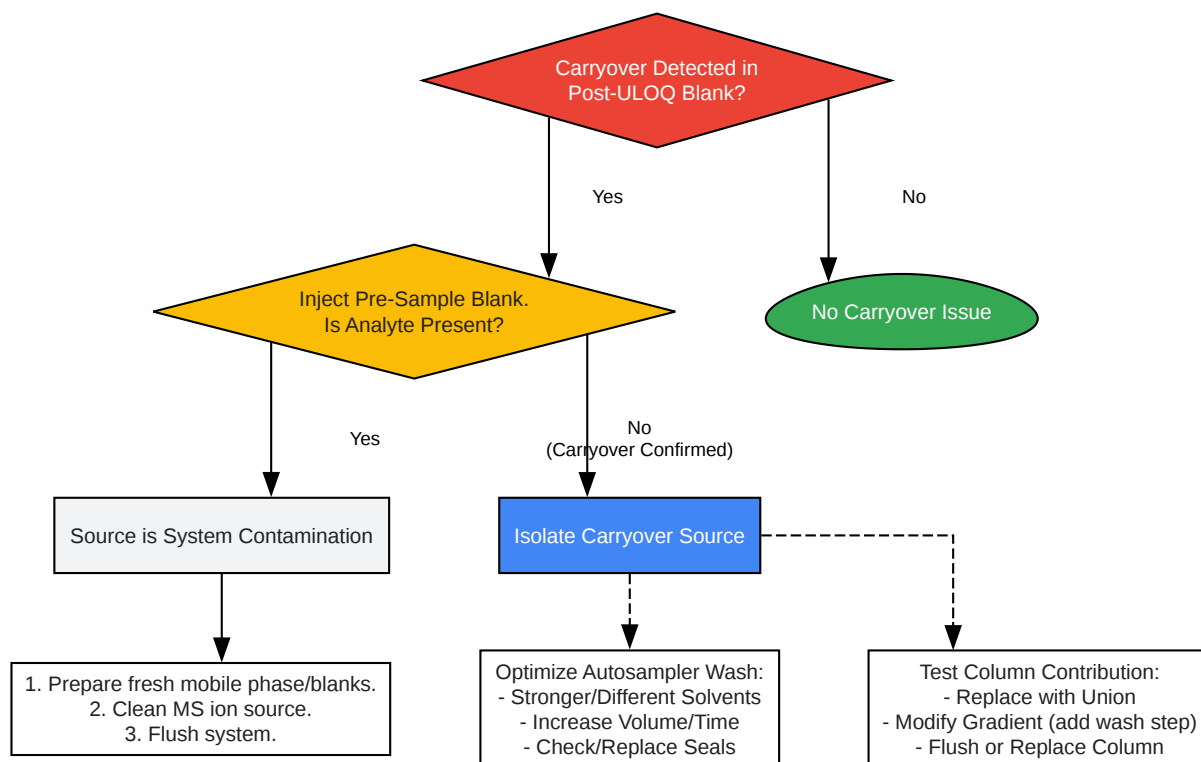 Carryover Detected in
Post-ULOQ Blank?
Yes
No
Inject Pre-Sample Blank.
Is Analyte Present?
No Carryover Issue
Yes
No
(Carryover Confirmed)
Source is System Contamination
Isolate Carryover Source
1. Prepare fresh mobile phase/blanks.
2. Clean MS ion source.
3. Flush system.
Optimize Autosampler Wash:
- Stronger/Different Solvents
- Increase Volume/Time
- Check/Replace Seals
Test Column Contribution:
- Replace with Union
- Modify Gradient (add wash step)
- Flush or Replace Column